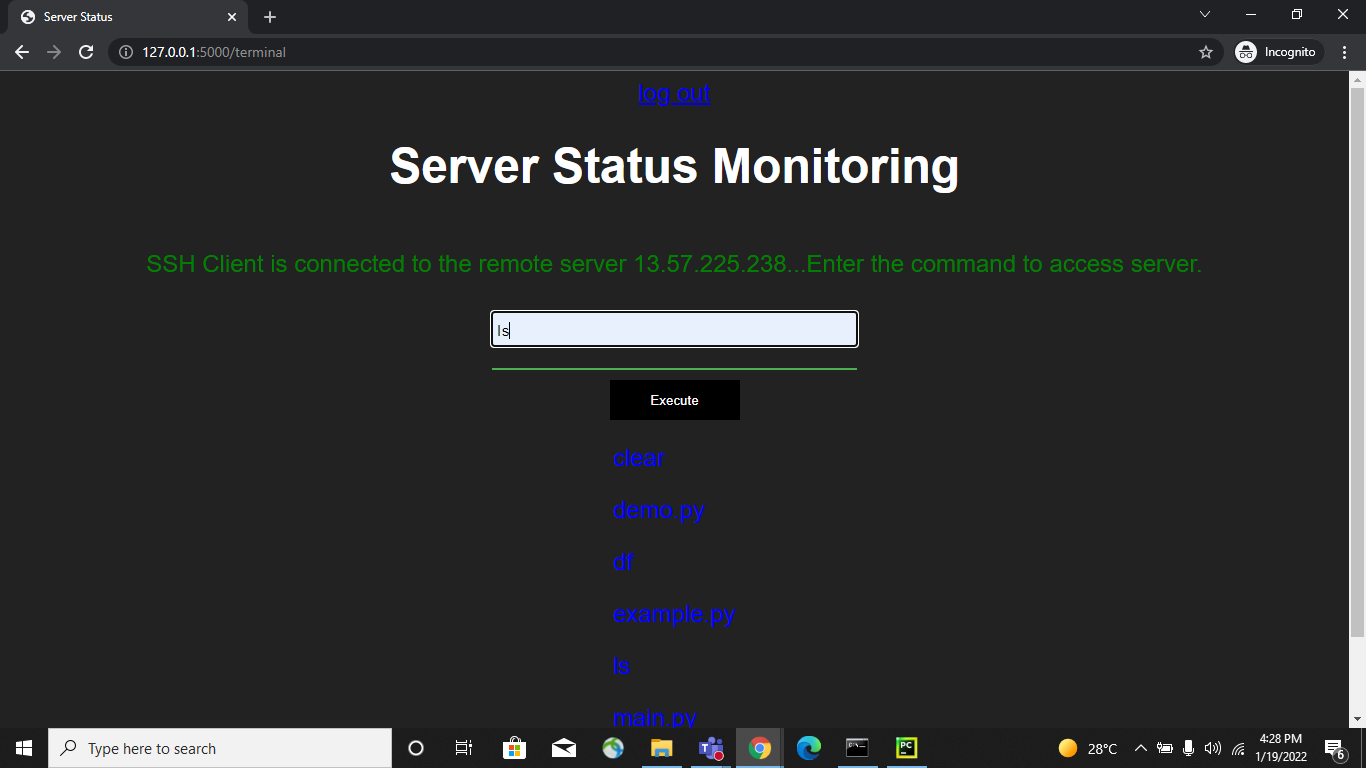 Server Status
127.0.0.1:5000/terminal
Incognito
log out
Server Status Monitoring
SSH Client is connected to the remote server 13.57.225.238...Enter the command to access server.
ls
Execute
clear
demo.py
df
example.py
ls
main.py
Type here to search
PC
28°C
4:28 PM
1/19/2022
6